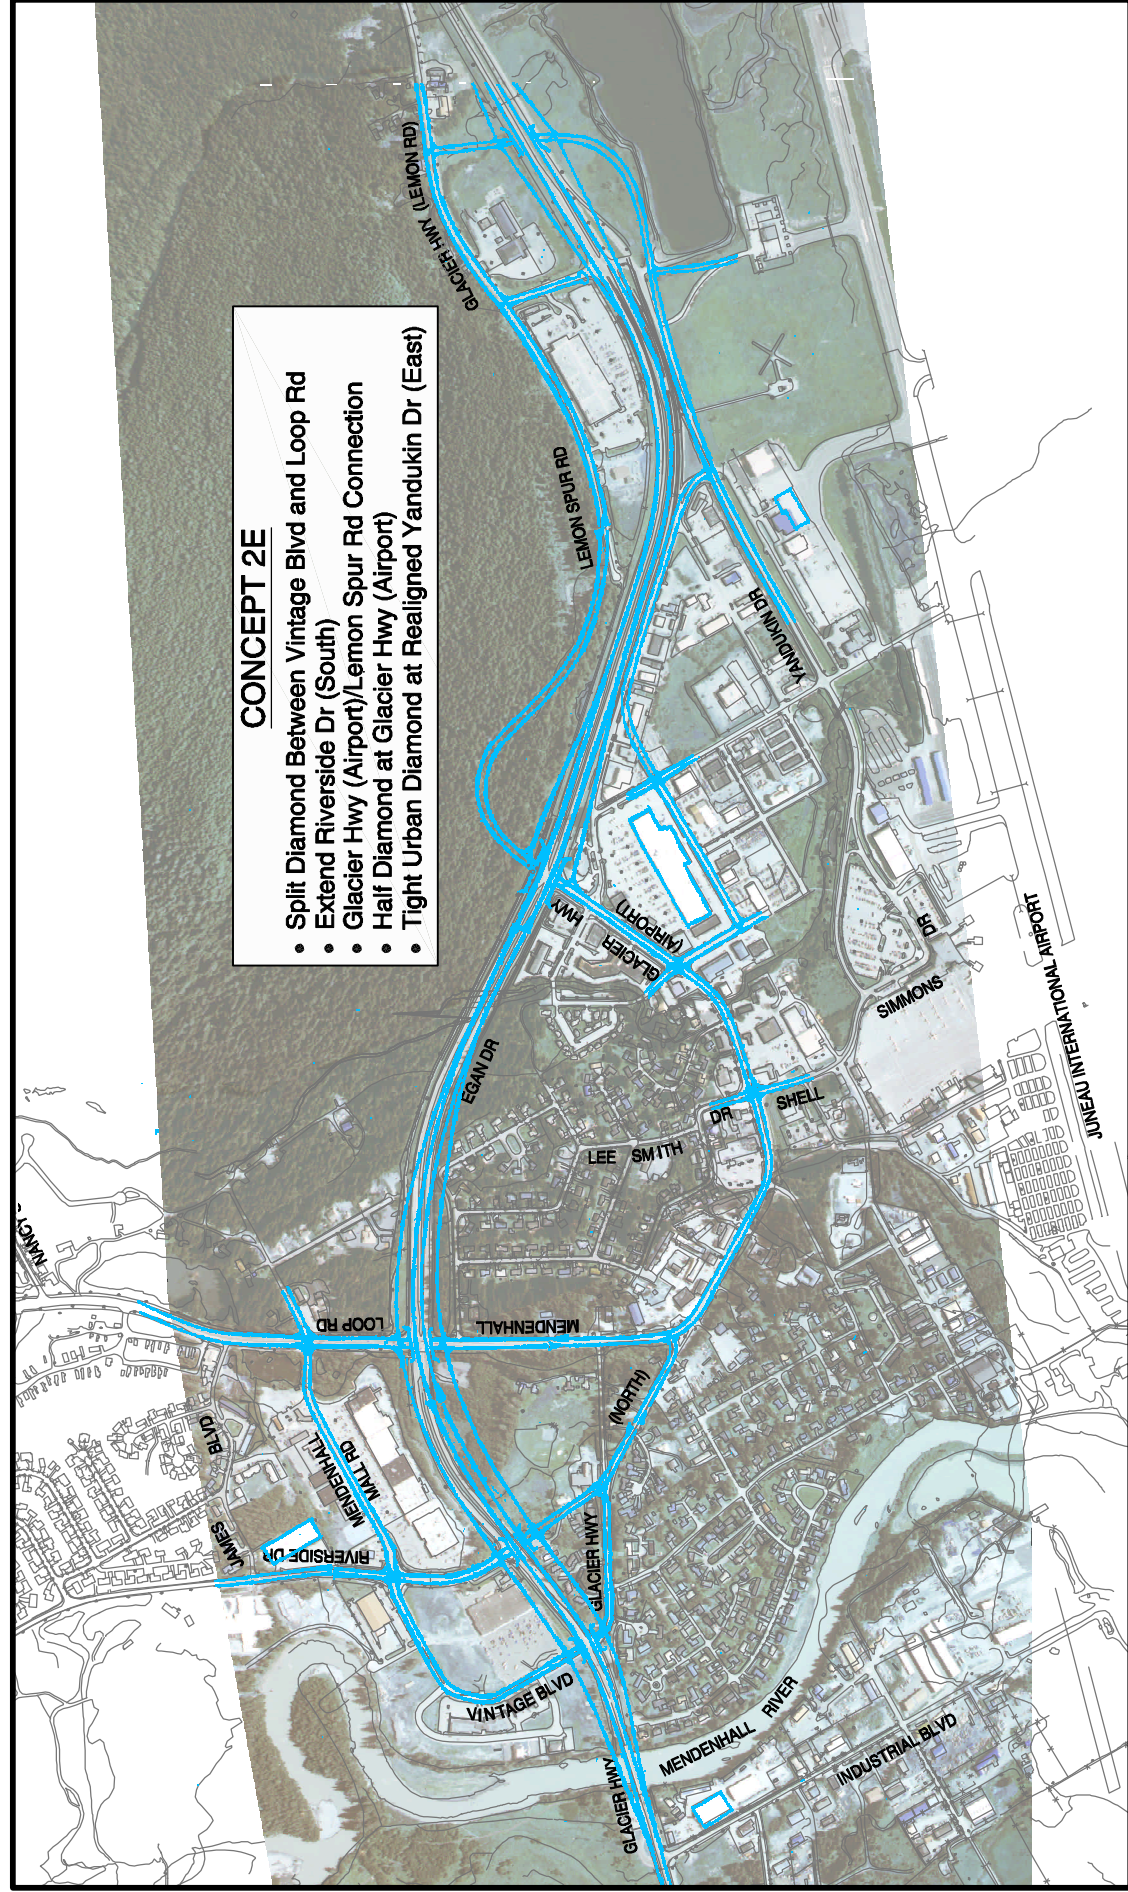 CONCEPT 2E
• Split Diamond Between Vintage Blvd and Loop Rd
• Extend Riverside Dr (South)
• Glacier Hwy (Airport)/Lemon Spur Rd Connection
• Half Diamond at Glacier Hwy (Airport)
• Tight Urban Diamond at Realigned Yandukin Dr (East)
GLACIER HWY (LEMON RD)
LEMON SPUR RD
YANDUKIN DR
GLACIER HWY
(AIRPORT)
EGAN DR
SIMMONS DR
JUNEAU INTERNATIONAL AIRPORT
SHELL
LEE SMITH DR
NANCY
LOOP RD
MENDENHALL
(NORTH)
GLACIER HWY
MENDENHALL
MALL RD
JAMES BLVD
RIVERSIDE DR
VINTAGE BLVD
GLACIER HWY
MENDENHALL RIVER
INDUSTRIAL BLVD